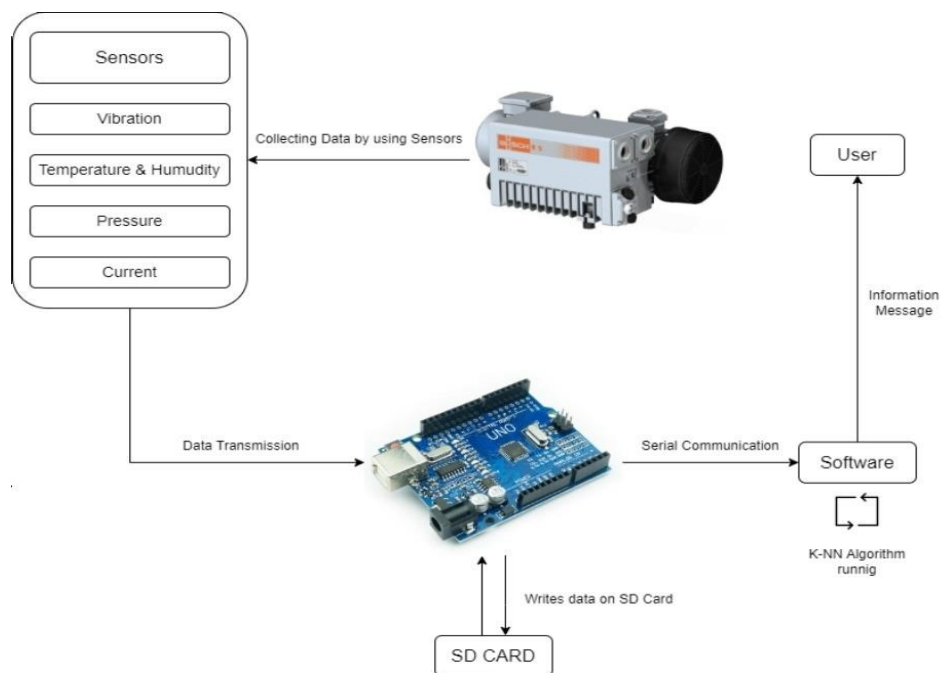 Sensors
Vibration
Temperature & Humudity
Pressure
Current
Collecting Data by using Sensors
BUSCH
User
Information
Message
Data Transmission
UNO
Serial Communication
Software
K-NN Algorithm
runnig
Writes data on SD Card
SD CARD